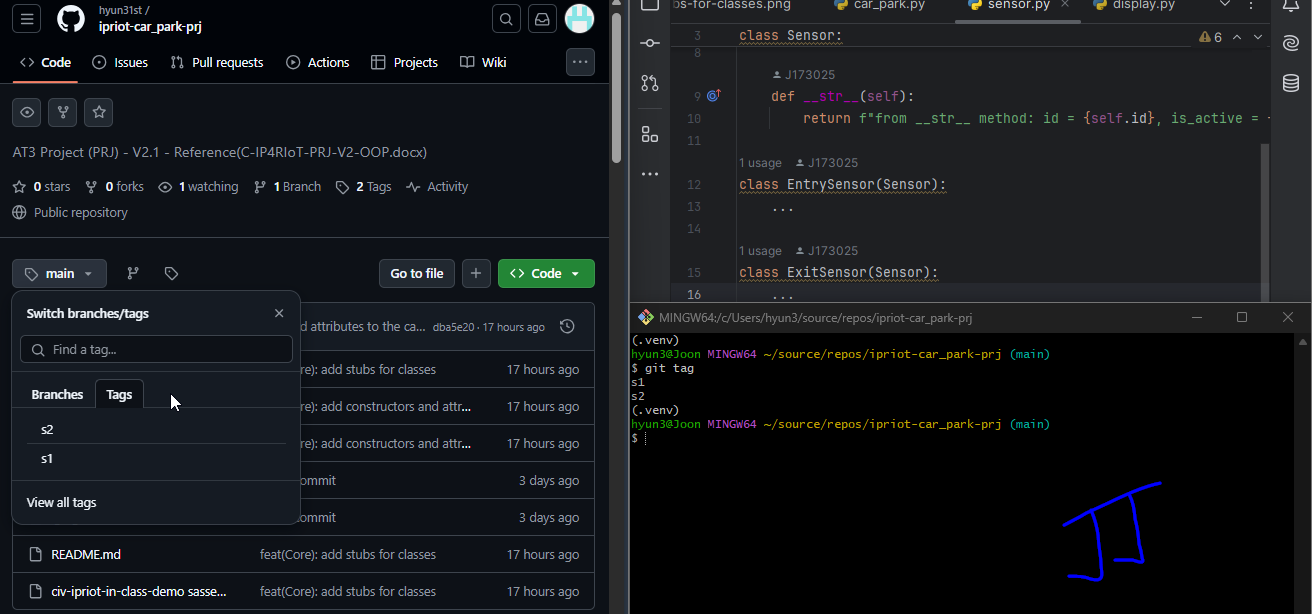 hyun31st /
ipriot-car_park-prj
Code
Issues
Pull requests
Actions
Projects
Wiki
AT3 Project (PRJ) - V2.1 - Reference(C-IP4RIoT-PRJ-V2-OOP.docx)
0 stars
0 forks
1 watching
1 Branch
2 Tags
Activity
Public repository
main
Go to file
Code
Switch branches/tags
Find a tag...
Branches
Tags
s2
s1
View all tags
d attributes to the ca... dba5e20 · 17 hours ago
re): add stubs for classes 17 hours ago
re): add constructors and attr... 17 hours ago
re): add constructors and attr... 17 hours ago
ommit 3 days ago
ommit 3 days ago
README.md feat(Core): add stubs for classes 17 hours ago
civ-ipriot-in-class-demo sasse... feat(Core): add stubs for classes 17 hours ago
bs-for-classes.png car_park.py sensor.py display.py
3 class Sensor: 6
8
J173025
9 def __str__(self):
10 return f"from __str__ method: id = {self.id}, is_active =
11
1 usage J173025
12 class EntrySensor(Sensor):
13 ...
14
1 usage J173025
15 class ExitSensor(Sensor):
16 ...
MINGW64:/c/Users/hyun3/source/repos/ipriot-car_park-prj
(.venv)
hyun3@Joon MINGW64 ~/source/repos/ipriot-car_park-prj (main)
$ git tag
s1
s2
(.venv)
hyun3@Joon MINGW64 ~/source/repos/ipriot-car_park-prj (main)
$
JJ